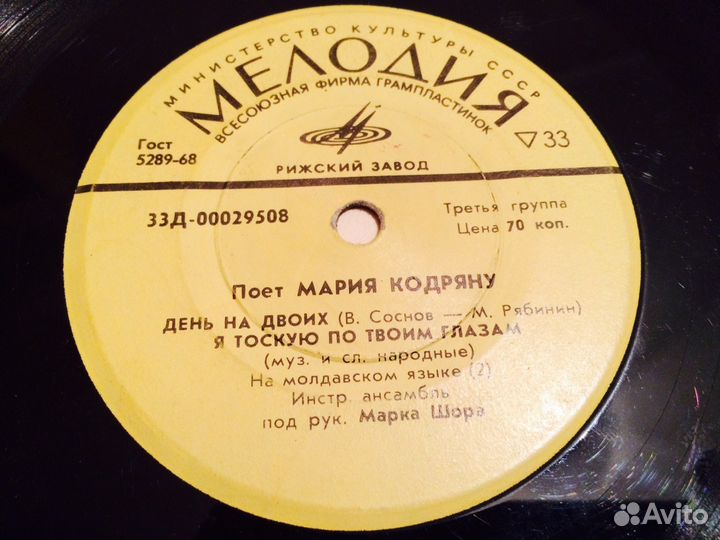 МИНИСТЕРСТВО КУЛЬТУРЫ СССР
МЕЛОДИЯ
ВСЕСОЮЗНАЯ ФИРМА ГРАМПЛАСТИНОК
Гост
5289-68
▽33
РИЖСКИЙ ЗАВОД
33Д-00029508
Третья группа
Цена 70 коп.
Поет МАРИЯ КОДРЯНУ
ДЕНЬ НА ДВОИХ (В. Соснов — М. Рябинин)
Я ТОСКУЮ ПО ТВОИМ ГЛАЗАМ
(муз. и сл. народные)
На молдавском языке (2)
Инстр. ансамбль
под рук. Марка Шора
Avito